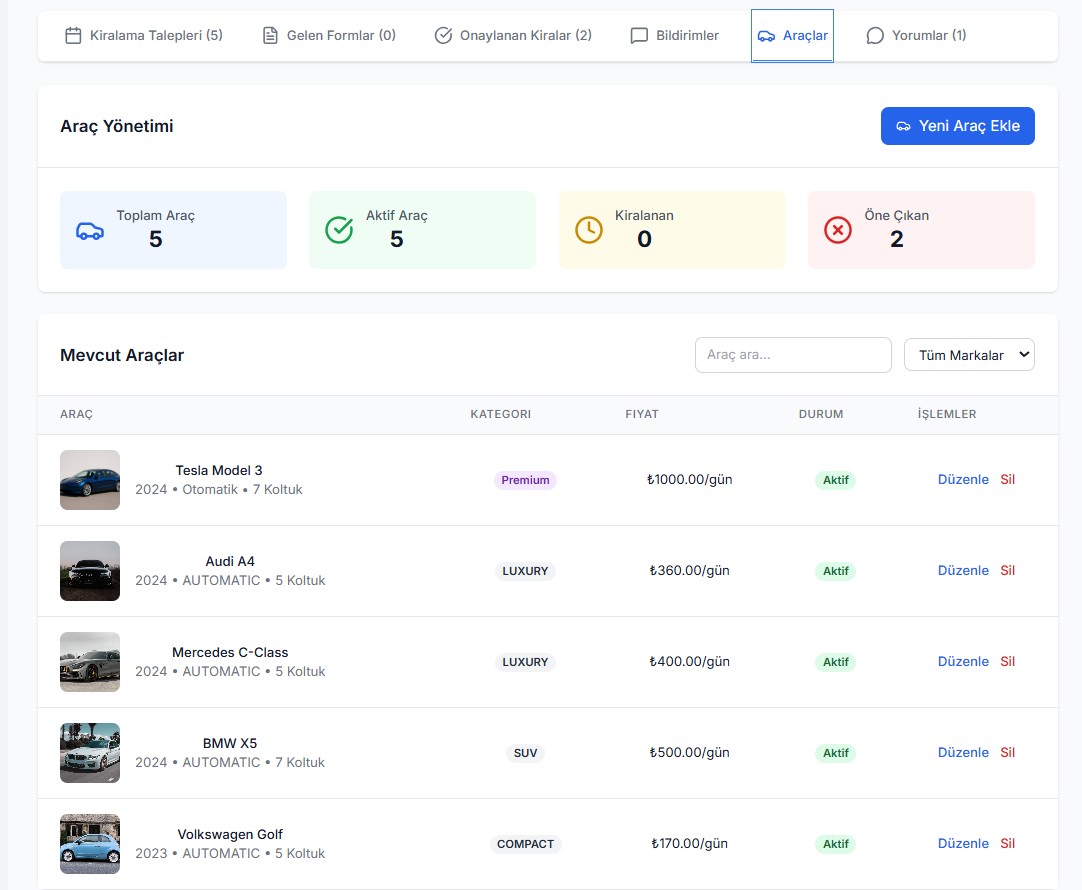 Kiralama Talepleri (5) Gelen Formlar (0) Onaylanan Kiralar (2) Bildirimler Araçlar Yorumlar (1)
Araç Yönetimi Yeni Araç Ekle
Toplam Araç Aktif Araç Kiralanan Öne Çıkan
5 5 0 2
Mevcut Araçlar Araç ara... Tüm Markalar
ARAÇ KATEGORI FIYAT DURUM İŞLEMLER
Tesla Model 3
2024 • Otomatik • 7 Koltuk Premium ₺1000.00/gün Aktif Düzenle Sil
Audi A4
2024 • AUTOMATIC • 5 Koltuk LUXURY ₺360.00/gün Aktif Düzenle Sil
Mercedes C-Class
2024 • AUTOMATIC • 5 Koltuk LUXURY ₺400.00/gün Aktif Düzenle Sil
BMW X5
2024 • AUTOMATIC • 7 Koltuk SUV ₺500.00/gün Aktif Düzenle Sil
Volkswagen Golf
2023 • AUTOMATIC • 5 Koltuk COMPACT ₺170.00/gün Aktif Düzenle Sil